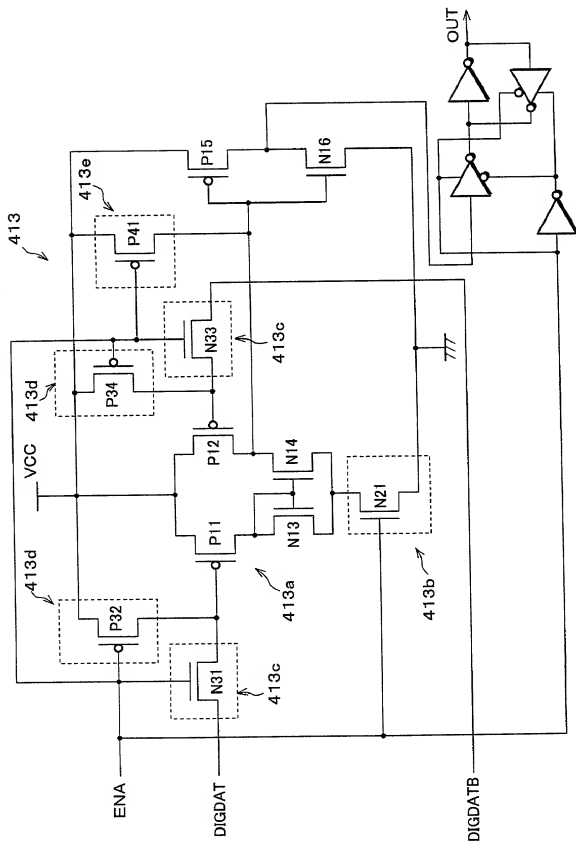 413
413e
P41
P15
N16
OUT
413d
P34
N33
413c
VCC
P12
N14
P11
N13
413a
N21
413b
413d
P32
N31
413c
ENA
DIGDAT
DIGDATB